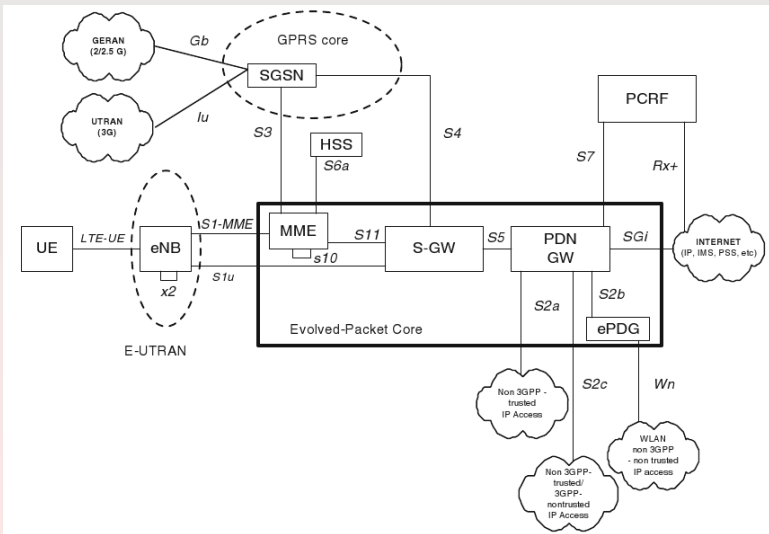 GERAN
(2/2.5 G)
Gb
GPRS core
SGSN
UTRAN
(3G)
Iu
S3
HSS
S6a
S4
PCRF
S7
Rx+
UE
LTE-UE
eNB
x2
S1-MME
S1u
MME
s10
S11
S-GW
S5
PDN
GW
SGi
INTERNET
(IP, IMS, PSS, etc)
S2a
S2b
ePDG
Evolved-Packet Core
E-UTRAN
S2c
Wn
Non 3GPP -
trusted
IP Access
WLAN
non 3GPP
- non trusted
IP access
Non 3GPP-
trusted/
3GPP-
nontrusted
IP Access